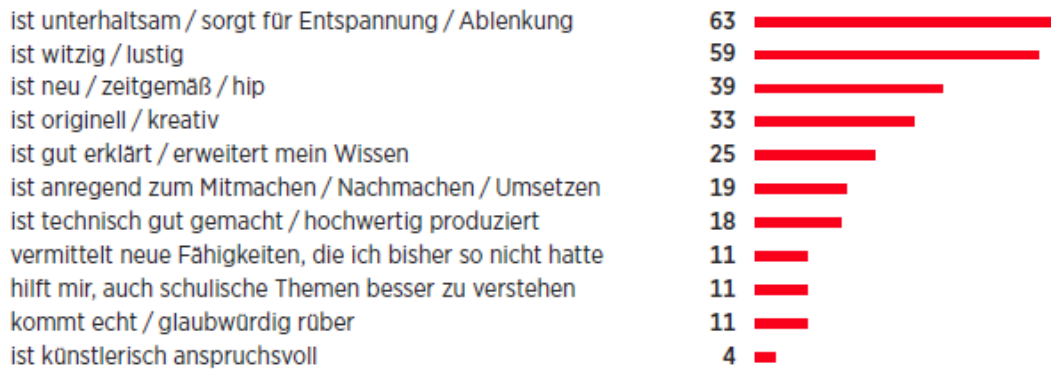 ist unterhaltsam / sorgt für Entspannung / Ablenkung 63
ist witzig / lustig 59
ist neu / zeitgemäß / hip 39
ist originell / kreativ 33
ist gut erklärt / erweitert mein Wissen 25
ist anregend zum Mitmachen / Nachmachen / Umsetzen 19
ist technisch gut gemacht / hochwertig produziert 18
vermittelt neue Fähigkeiten, die ich bisher so nicht hatte 11
hilft mir, auch schulische Themen besser zu verstehen 11
kommt echt / glaubwürdig rüber 11
ist künstlerisch anspruchsvoll 4